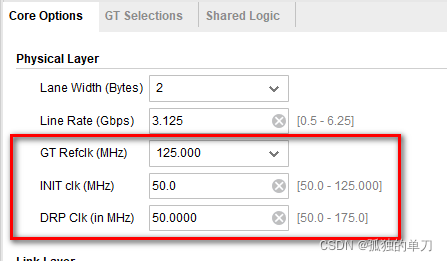 Core Options GT Selections Shared Logic
Physical Layer
Lane Width (Bytes) 2
Line Rate (Gbps) 3.125 [0.5 - 6.25]
GT Refclk (MHz) 125.000
INIT clk (MHz) 50.0 [50.0 - 125.000]
DRP Clk (in MHz) 50.0000 [50.0 - 175.0]
CSDN @孤独的单刀
Link Layer